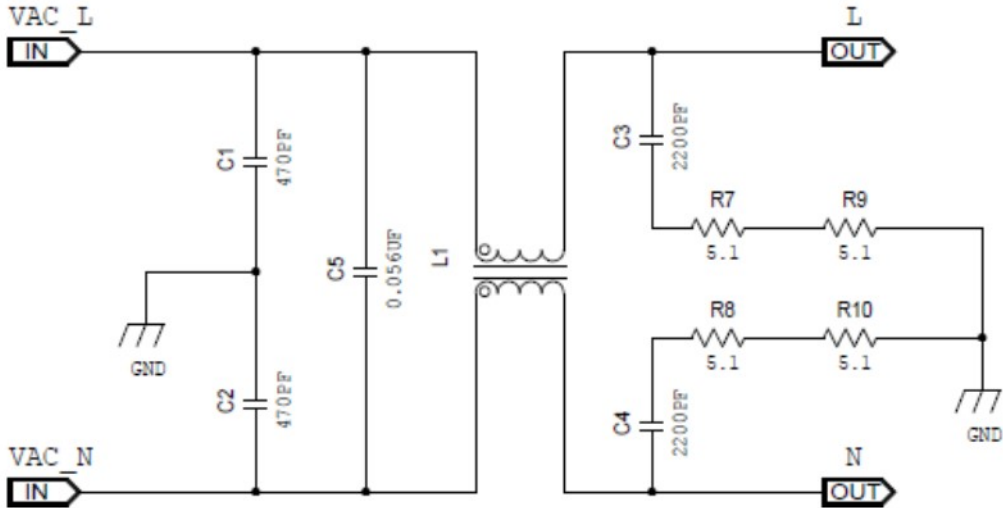 VAC_L
IN
L
OUT
C1
470PF
C5
0.056UF
L1
C3
2200PF
R7
5.1
R9
5.1
GND
R8
5.1
R10
5.1
C2
470PF
C4
2200PF
GND
VAC_N
IN
N
OUT